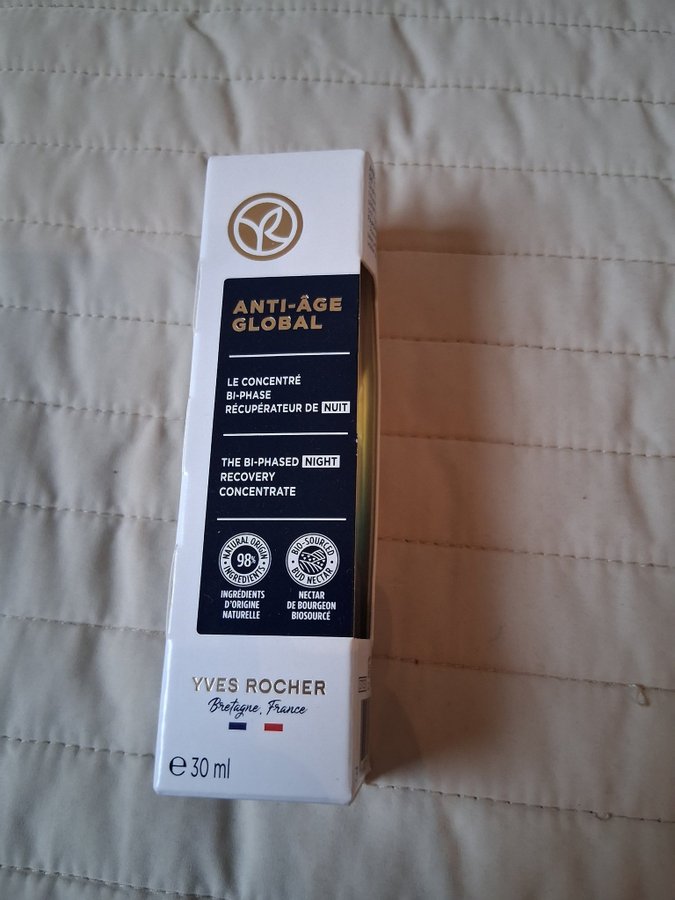 ANTI-ÂGE
GLOBAL
LE CONCENTRÉ
BI-PHASE
RÉCUPÉRATEUR DE NUIT
THE BI-PHASED NIGHT
RECOVERY
CONCENTRATE
NATURAL ORIGIN
98%
INGREDIENTS
INGRÉDIENTS
D'ORIGINE
NATURELLE
BIO-SOURCED
BUD NECTAR
NECTAR
DE BOURGEON
BIOSOURCÉ
YVES ROCHER
Bretagne, France
e 30 ml